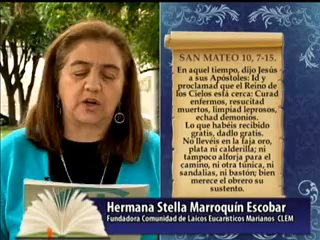 SAN MATEO 10, 7-15.
En aquel tiempo, dijo Jesús
a sus Apóstoles: Id y
proclamad que el Reino de
los Cielos está cerca: Curad
enfermos, resucitad
muertos, limpiad leprosos,
echad demonios.
Lo que habéis recibido
gratis, dadlo gratis.
No llevéis en la faja oro,
plata ni calderilla; ni
tampoco alforja para el
camino, ni otra túnica, ni
sandalias, ni bastón; bien
merece el obrero su
sustento.
Hermana Stella Marroquín Escobar
Fundadora Comunidad de Laicos Eucarísticos Marianos CLEM